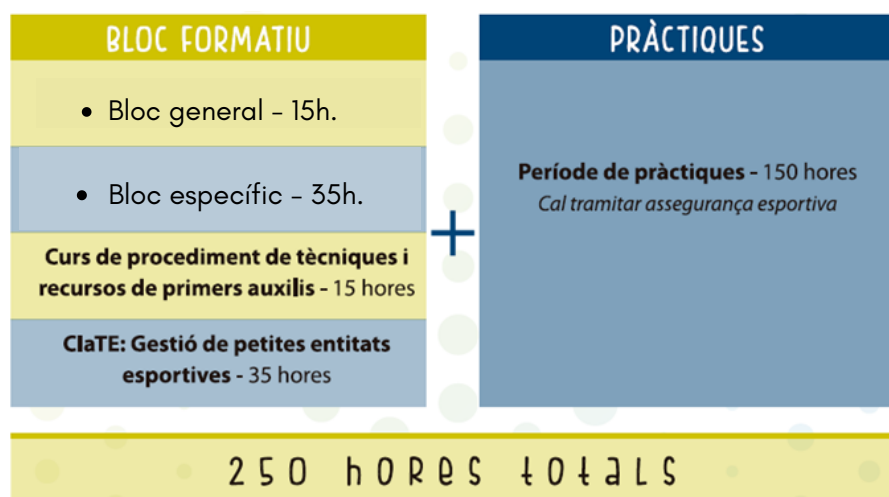 BLOC FORMATIU
• Bloc general - 15h.
• Bloc específic - 35h.
Curs de procediment de tècniques i
recursos de primers auxilis - 15 hores
ClaTE: Gestió de petites entitats
esportives - 35 hores
+
PRÀCTIQUES
Període de pràctiques - 150 hores
Cal tramitar assegurança esportiva
250 hores totals